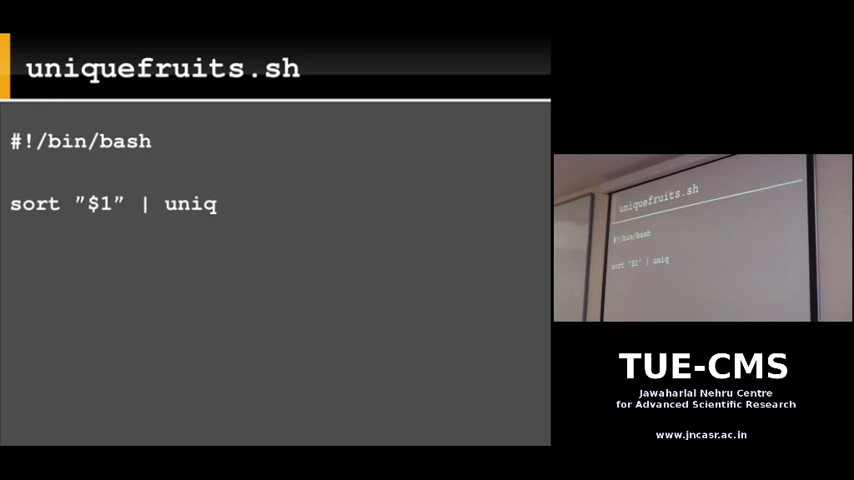 uniquefruits.sh
#!/bin/bash
sort "$1" | uniq
uniquefruits.sh
#!/bin/bash
sort "$1" | uniq
TUE-CMS
Jawaharlal Nehru Centre
for Advanced Scientific Research
www.jncasr.ac.in